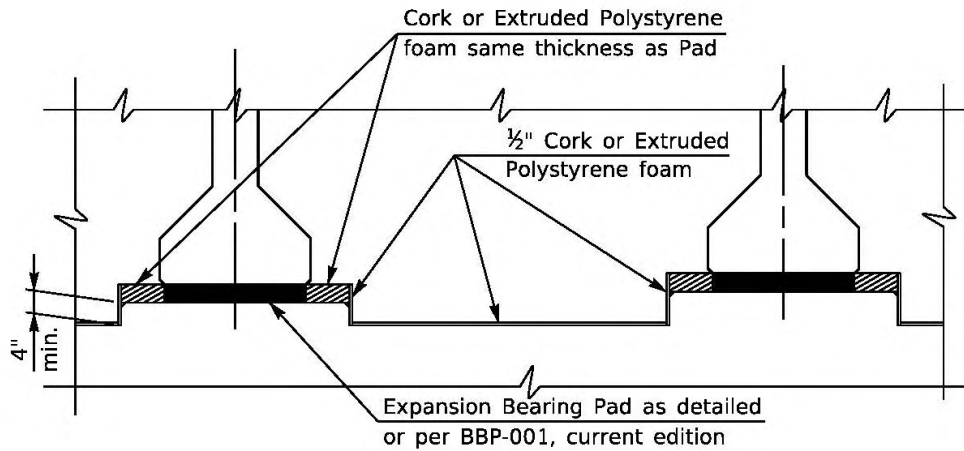 Cork or Extruded Polystyrene
foam same thickness as Pad
½" Cork or Extruded
Polystyrene foam
4"
min.
Expansion Bearing Pad as detailed
or per BBP-001, current edition